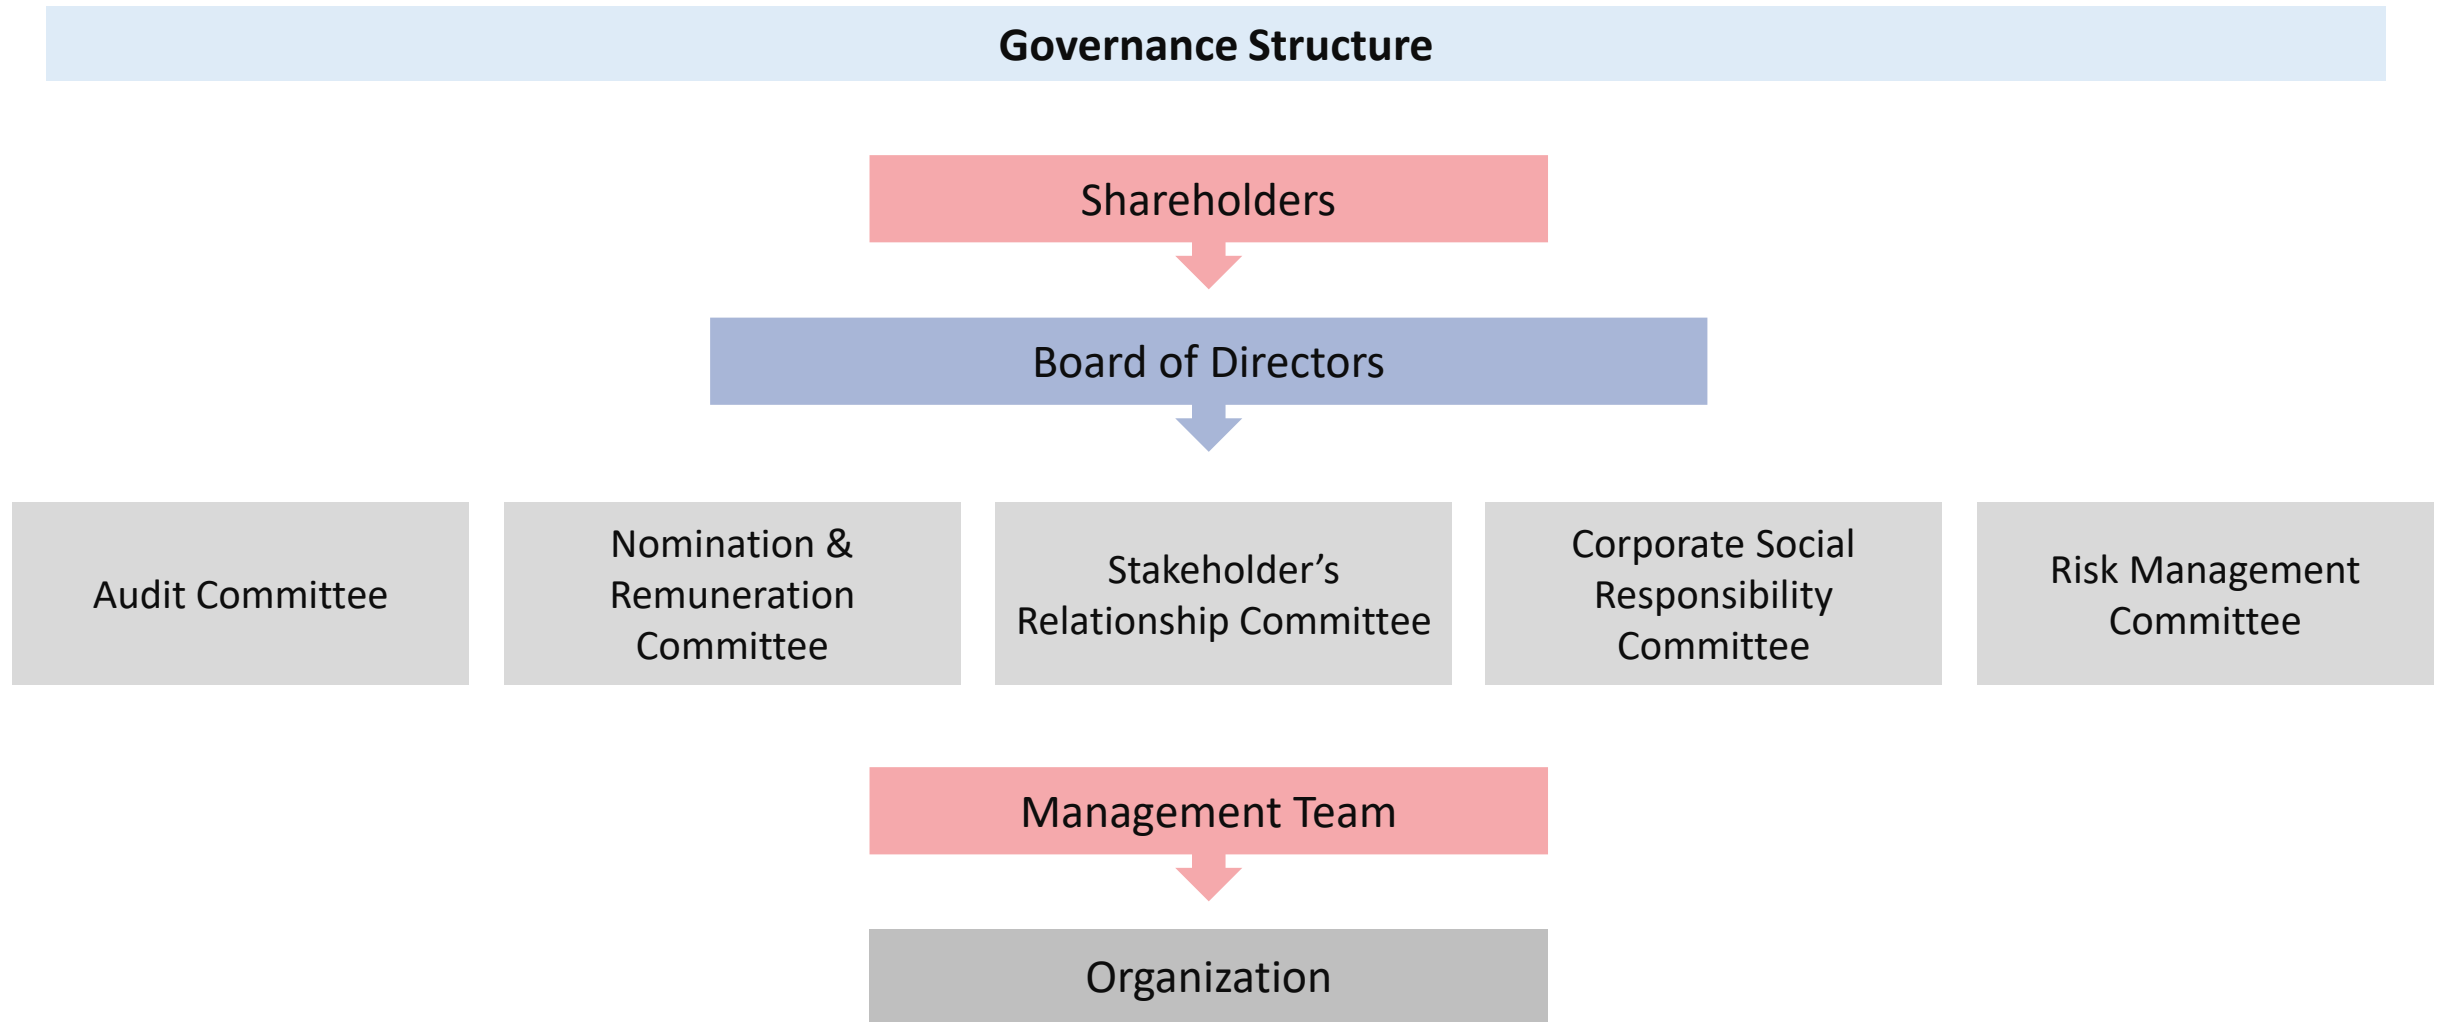 Governance Structure
Shareholders
Board of Directors
Audit Committee
Nomination &
Remuneration
Committee
Stakeholder’s
Relationship Committee
Corporate Social
Responsibility
Committee
Risk Management
Committee
Management Team
Organization